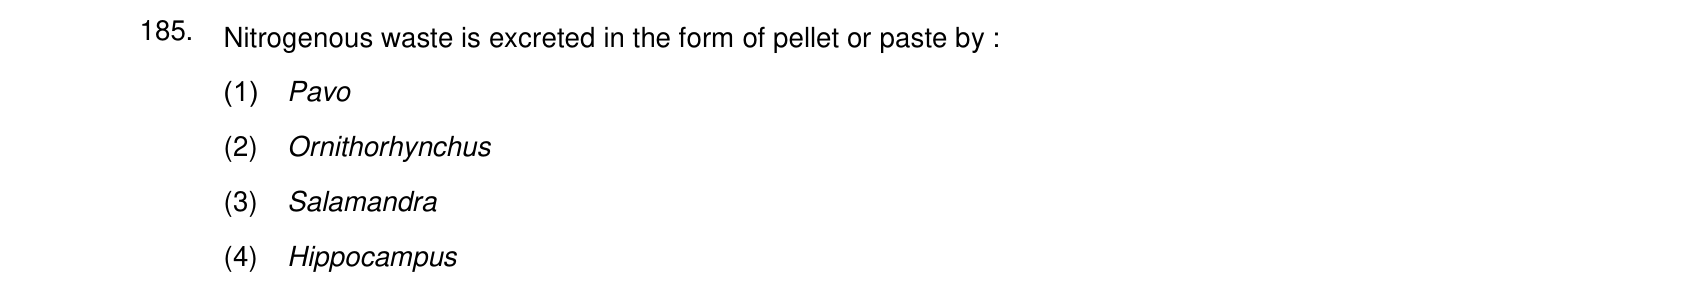 185. Nitrogenous waste is excreted in the form of pellet or paste by :
(1) Pavo
(2) Ornithorhynchus
(3) Salamandra
(4) Hippocampus